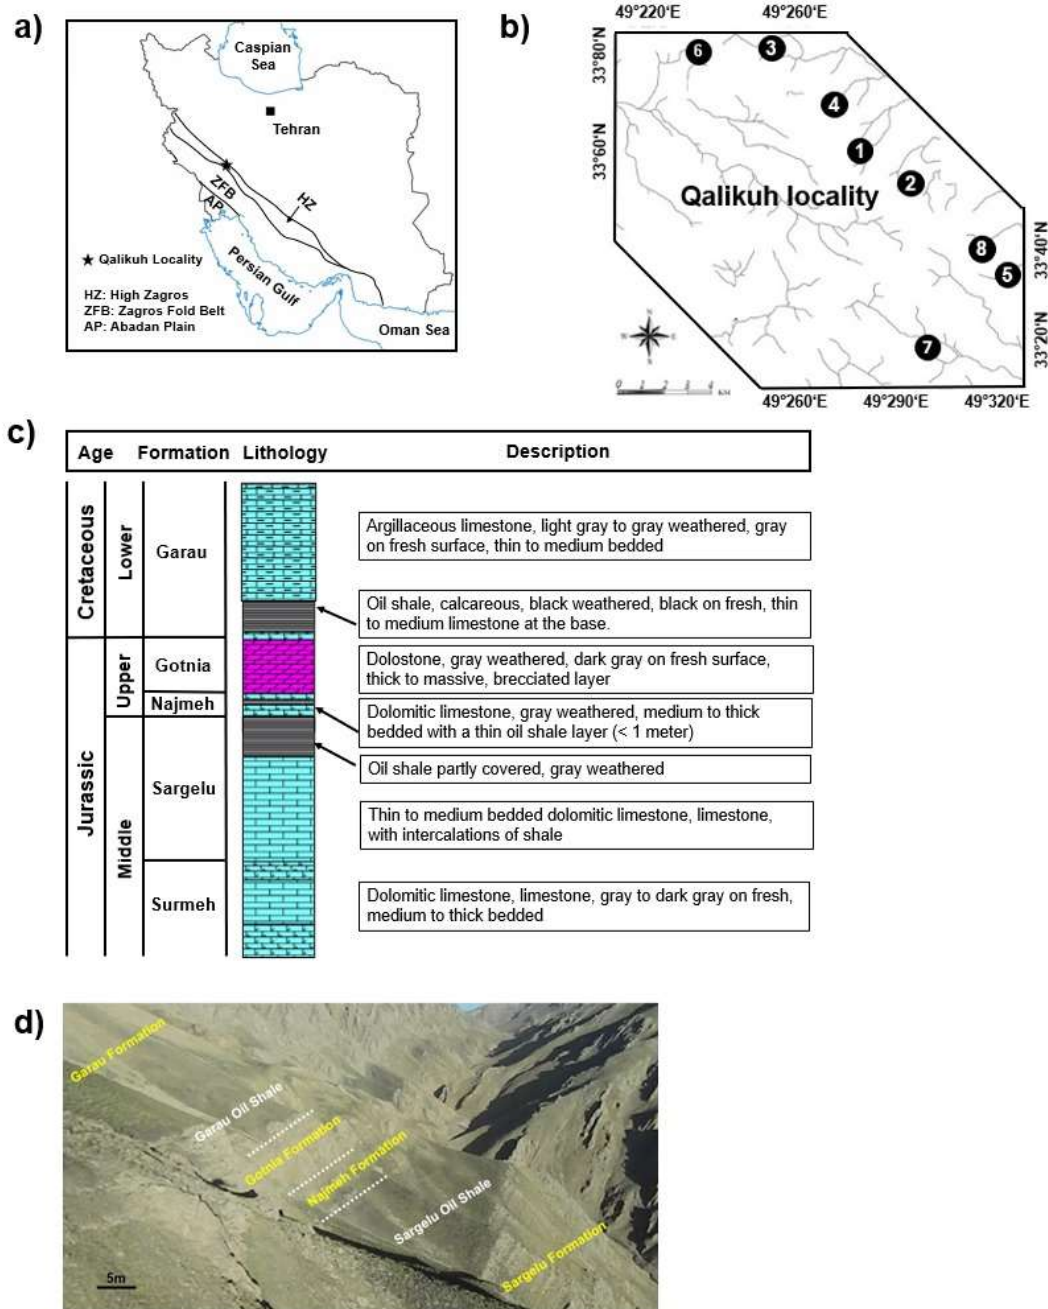 a)
Caspian
Sea
Tehran
ZFB
AP
HZ
Persian Gulf
Oman Sea
Qalikuh Locality
HZ: High Zagros
ZFB: Zagros Fold Belt
AP: Abadan Plain
b)
49°220'E 49°260'E
33°80'N
33°60'N
6
3
4
1
2
Qalikuh locality
8
5
7
33°40'N
33°20'N
N
E
S
0 1 2 3 4
KM
49°260'E 49°290'E 49°320'E
c)
Age Formation Lithology Description
Cretaceous
Lower
Garau
Argillaceous limestone, light gray to gray weathered, gray
on fresh surface, thin to medium bedded
Oil shale, calcareous, black weathered, black on fresh, thin
to medium limestone at the base.
Jurassic
Upper
Gotnia
Dolostone, gray weathered, dark gray on fresh surface,
thick to massive, brecciated layer
Najmeh
Dolomitic limestone, gray weathered, medium to thick
bedded with a thin oil shale layer (< 1 meter)
Middle
Sargelu
Oil shale partly covered, gray weathered
Thin to medium bedded dolomitic limestone, limestone,
with intercalations of shale
Surmeh
Dolomitic limestone, limestone, gray to dark gray on fresh,
medium to thick bedded
d)
Garau Formation
Garau Oil Shale
Gotnia Formation
Najmeh Formation
Sargelu Oil Shale
Sargelu Formation
5m